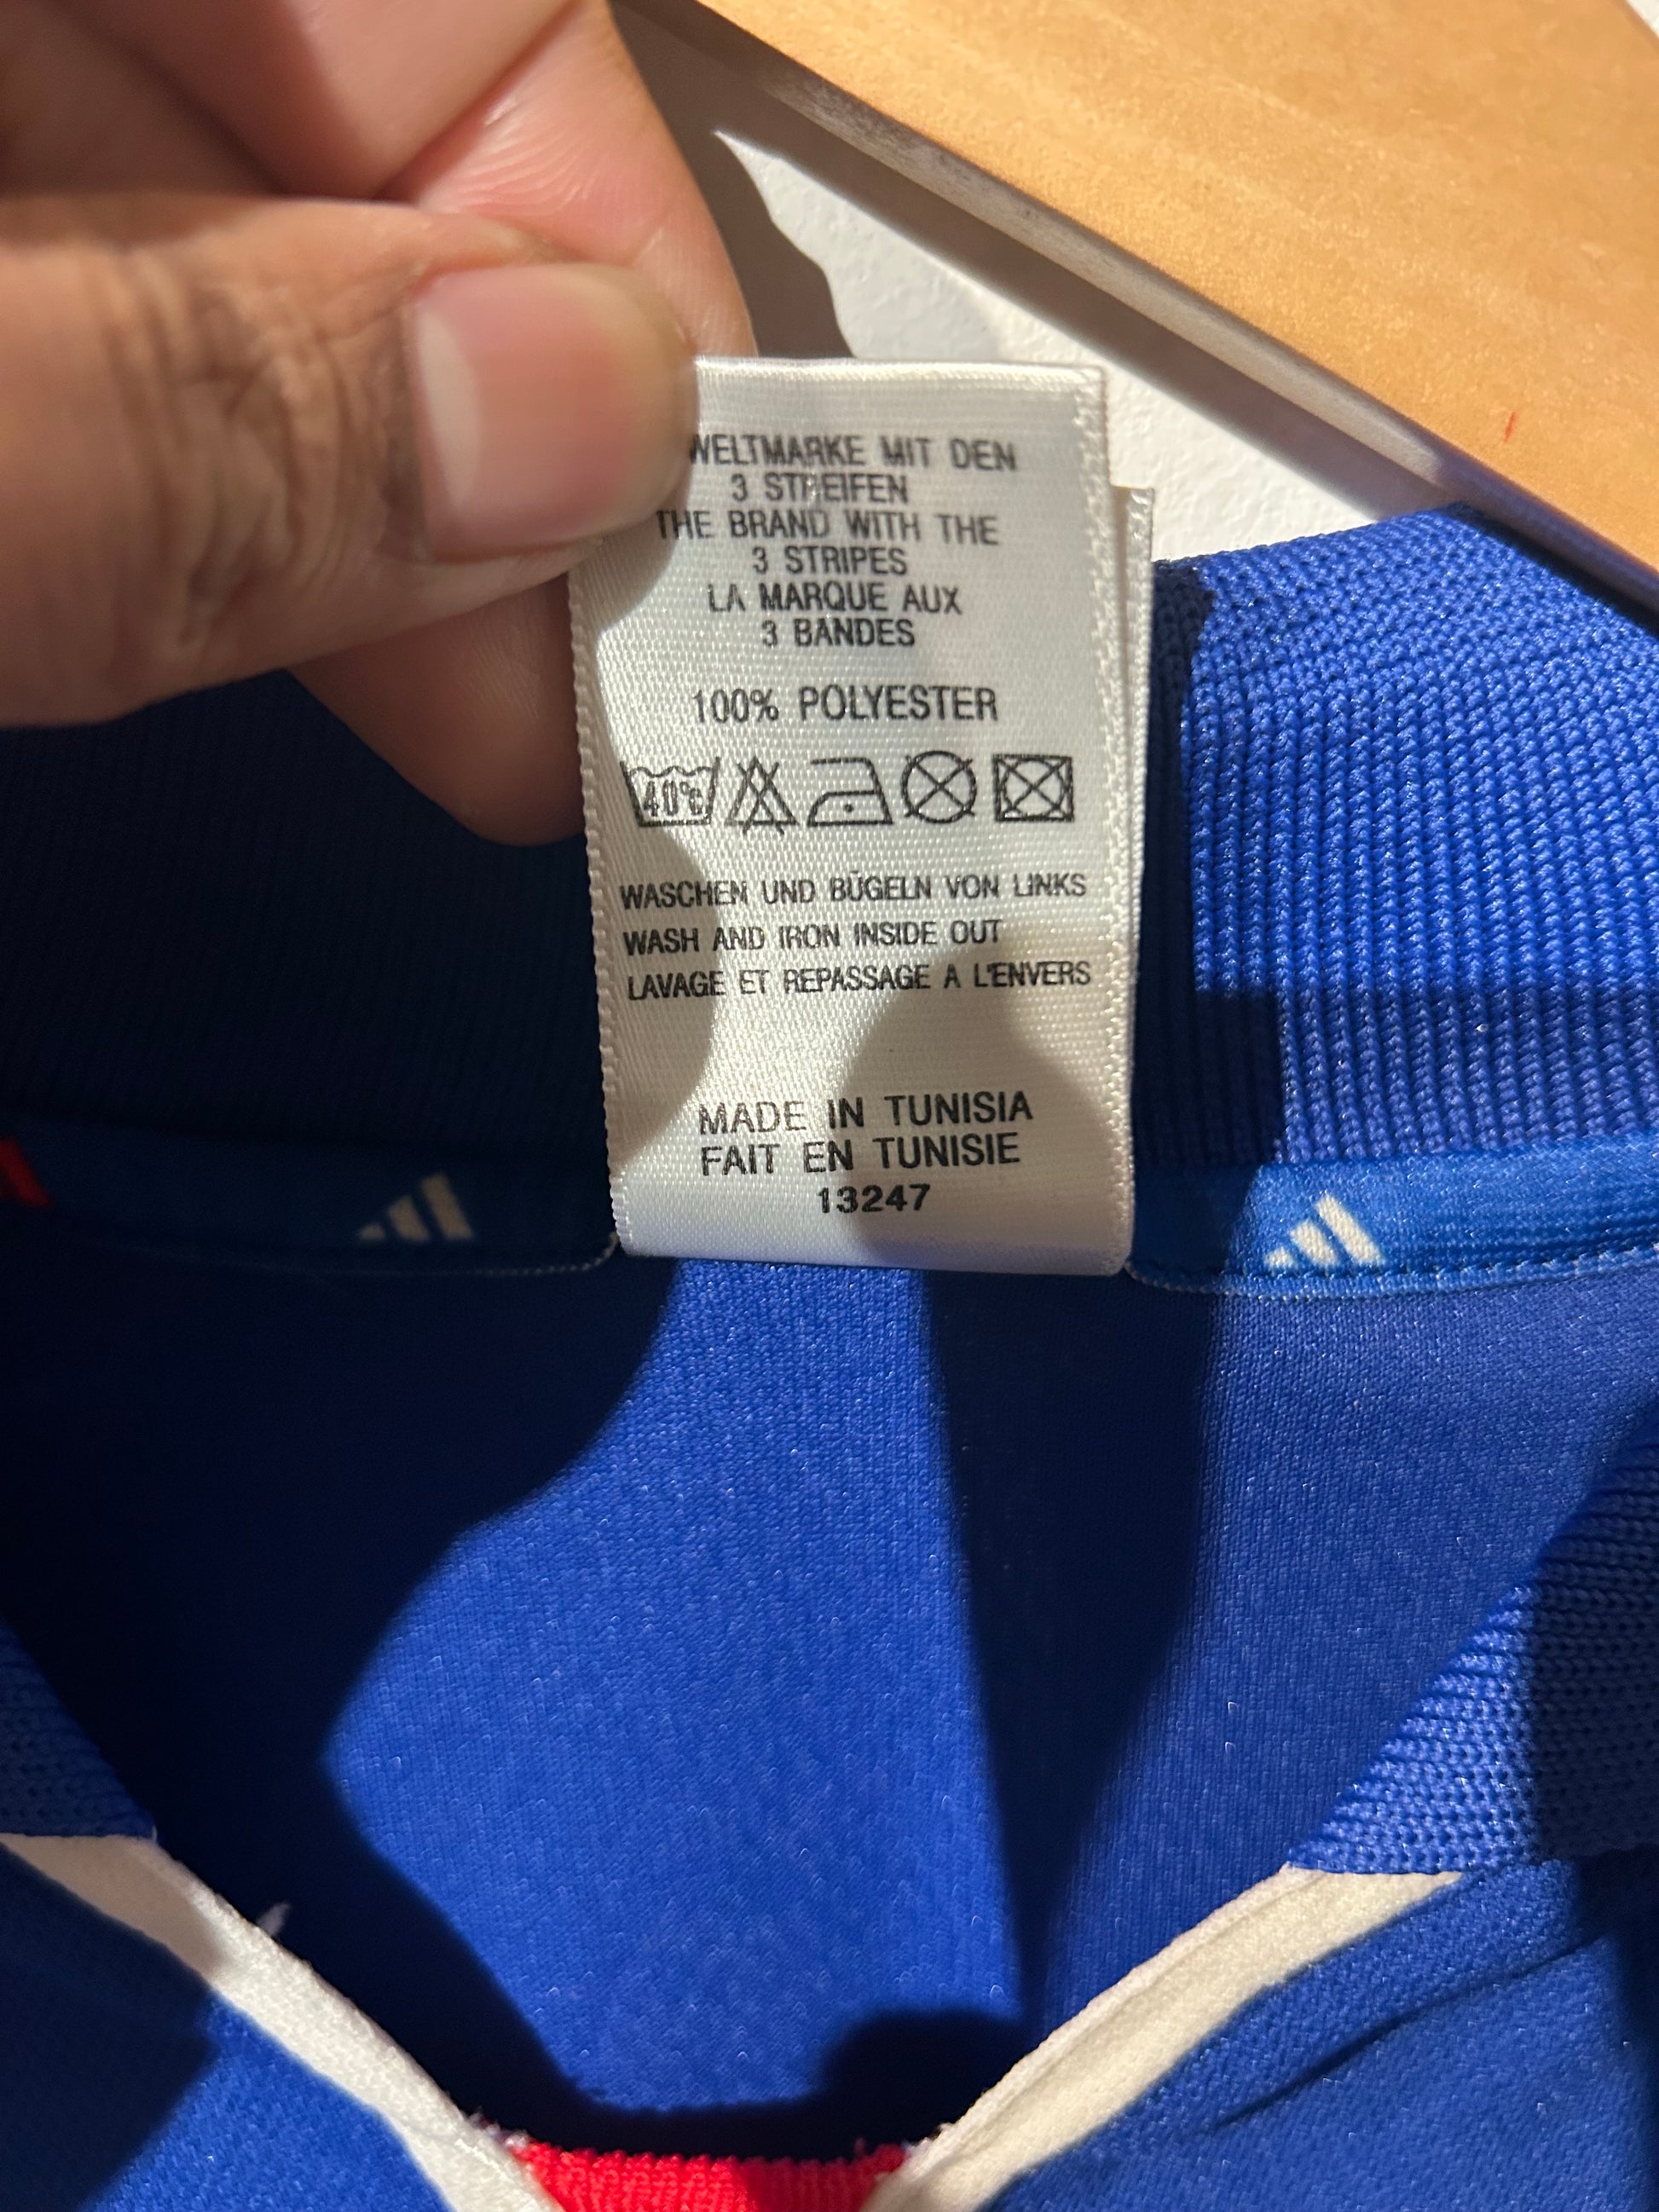 WELTMARKE MIT DEN
3 STREIFEN
THE BRAND WITH THE
3 STRIPES
LA MARQUE AUX
3 BANDES
100% POLYESTER
40°C
WASCHEN UND BÜGELN VON LINKS
WASH AND IRON INSIDE OUT
LAVAGE ET REPASSAGE A L'ENVERS
MADE IN TUNISIA
FAIT EN TUNISIE
13247